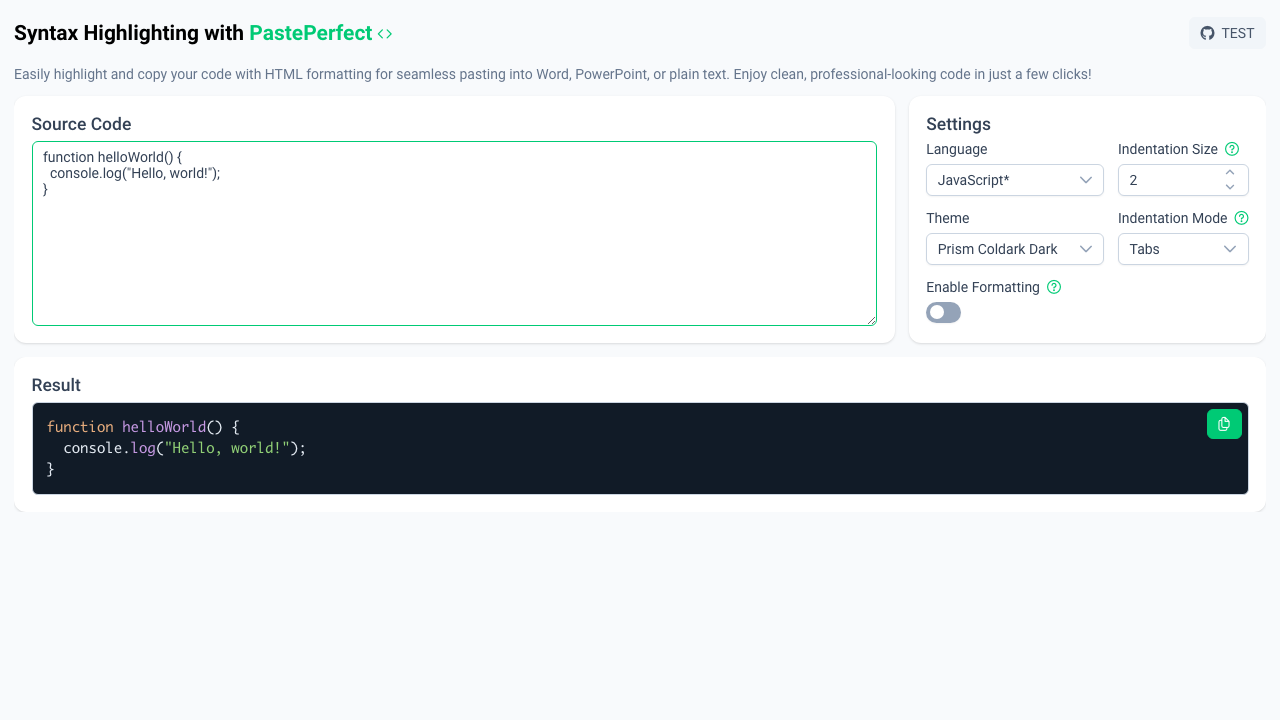 Syntax Highlighting with PastePerfect <>
TEST
Easily highlight and copy your code with HTML formatting for seamless pasting into Word, PowerPoint, or plain text. Enjoy clean, professional-looking code in just a few clicks!
Source Code
function helloWorld() {
  console.log("Hello, world!");
}
Settings
Language
JavaScript*
Indentation Size ?
2
Theme
Prism Coldark Dark
Indentation Mode ?
Tabs
Enable Formatting ?
Result
function helloWorld() {
  console.log("Hello, world!");
}